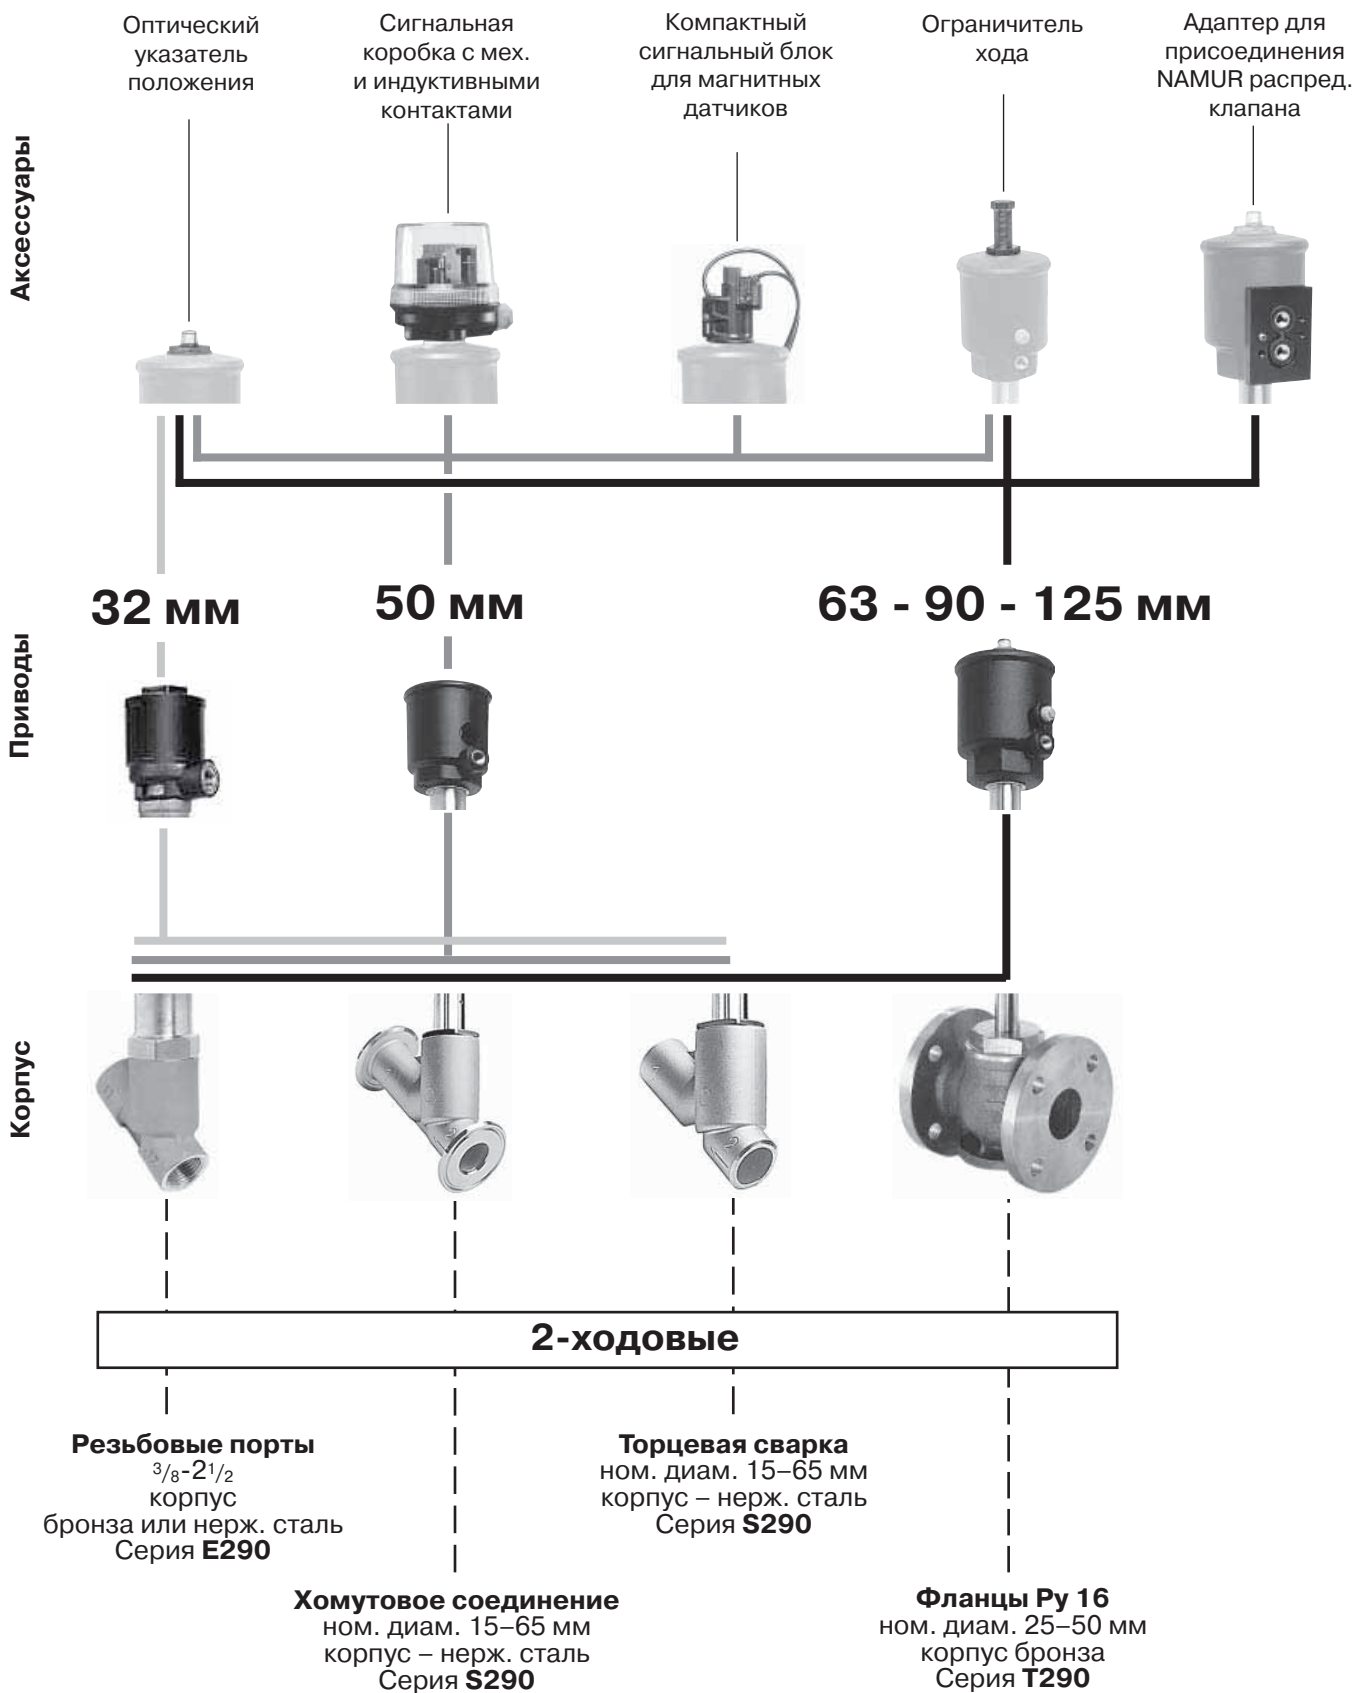 Оптический
указатель
положения
Сигнальная
коробка с мех.
и индуктивными
контактами
Компактный
сигнальный блок
для магнитных
датчиков
Ограничитель
хода
Адаптер для
присоединения
NAMUR распред.
клапана
Аксессуары
32 мм
50 мм
63 - 90 - 125 мм
Приводы
Корпус
2-ходовые
Резьбовые порты
3/8-21/2
корпус
бронза или нерж. сталь
Серия E290
Торцевая сварка
ном. диам. 15–65 мм
корпус – нерж. сталь
Серия S290
Хомутовое соединение
ном. диам. 15–65 мм
корпус – нерж. сталь
Серия S290
Фланцы Ру 16
ном. диам. 25–50 мм
корпус бронза
Серия T290